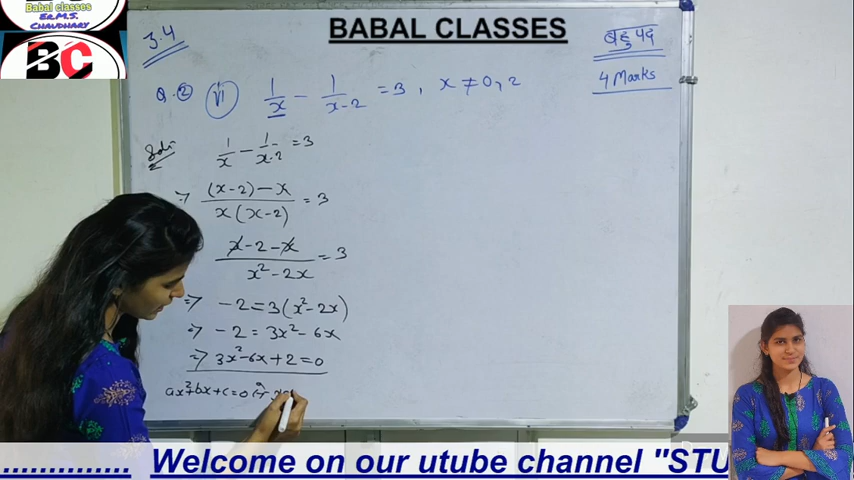 Babal classes
Er.M.S.
CHAUDHARY
BC
BABAL CLASSES
3.4
बहुपद
4 Marks
Q.② (vi) 1/x - 1/(x-2) = 3, x ≠ 0, 2
Sol:- 1/x - 1/(x-2) = 3
⇒ ((x-2) - x)/(x(x-2)) = 3
(x - 2 - x)/(x² - 2x) = 3
⇒ -2 = 3(x² - 2x)
⇒ -2 = 3x² - 6x
⇒ 3x² - 6x + 2 = 0
ax² + bx + c = 0
.............. Welcome on our utube channel "STU